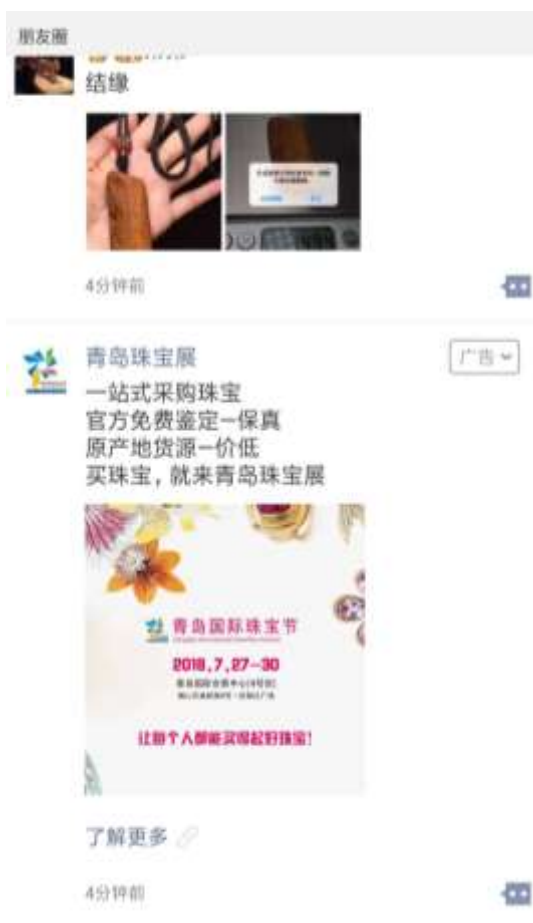 朋友圈
结缘
4分钟前
青岛珠宝展
广告
一站式采购珠宝
官方免费鉴定—保真
原产地货源—价低
买珠宝，就来青岛珠宝展
青岛国际珠宝节
2018,7,27—30
让每个人都能买得起好珠宝!
了解更多
4分钟前